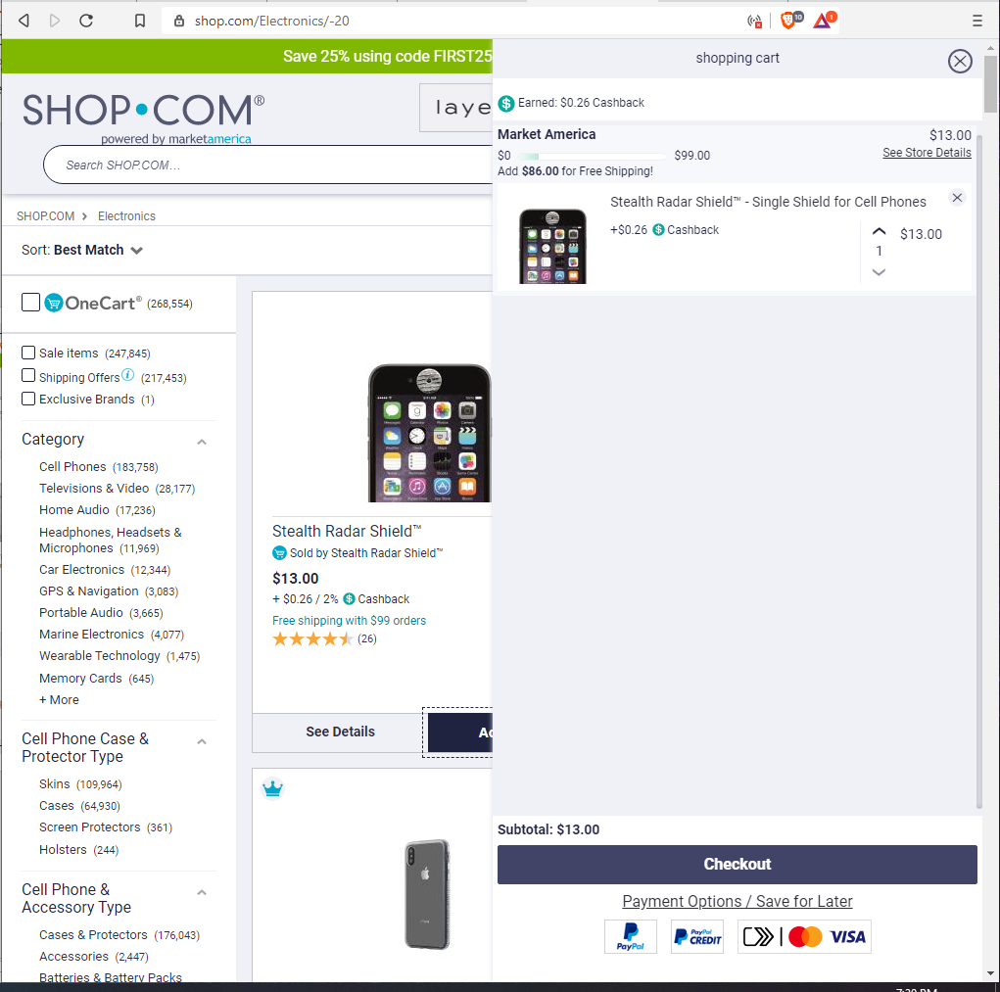 shop.com/Electronics/-20
10
1
Save 25% using code FIRST25
SHOP•COM®
powered by marketamerica
laye
Search SHOP.COM...
SHOP.COM > Electronics
Sort: Best Match
OneCart® (268,554)
Sale items (247,845)
Shipping Offers i (217,453)
Exclusive Brands (1)
Category
Cell Phones (183,758)
Televisions & Video (28,177)
Home Audio (17,236)
Headphones, Headsets &
Microphones (11,969)
Car Electronics (12,344)
GPS & Navigation (3,083)
Portable Audio (3,665)
Marine Electronics (4,077)
Wearable Technology (1,475)
Memory Cards (645)
+ More
Cell Phone Case &
Protector Type
Skins (109,964)
Cases (64,930)
Screen Protectors (361)
Holsters (244)
Cell Phone &
Accessory Type
Cases & Protectors (176,043)
Accessories (2,447)
Batteries & Battery Packs
Stealth Radar Shield™
Sold by Stealth Radar Shield™
$13.00
+ $0.26 / 2% $ Cashback
Free shipping with $99 orders
(26)
See Details
Ad
shopping cart
$ Earned: $0.26 Cashback
Market America
$13.00
$0
$99.00
See Store Details
Add $86.00 for Free Shipping!
Stealth Radar Shield™ - Single Shield for Cell Phones
+$0.26 $ Cashback
1
$13.00
Subtotal: $13.00
Checkout
Payment Options / Save for Later
PayPal
PayPal CREDIT
VISA
7:20 PM